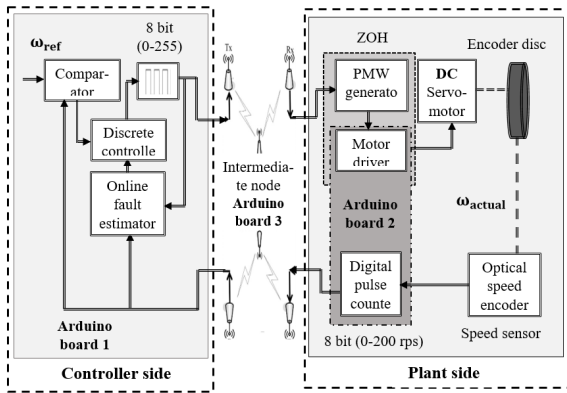 ω_ref
8 bit
(0-255)
Compar-
ator
Discrete
controlle
Online
fault
estimator
Arduino
board 1
Controller side
Tx
Rx
Intermedia-
te node
Arduino
board 3
ZOH
PMW
generato
Motor
driver
Arduino
board 2
Digital
pulse
counte
8 bit (0-200 rps)
DC
Servo-
motor
Encoder disc
ω_actual
Optical
speed
encoder
Speed sensor
Plant side